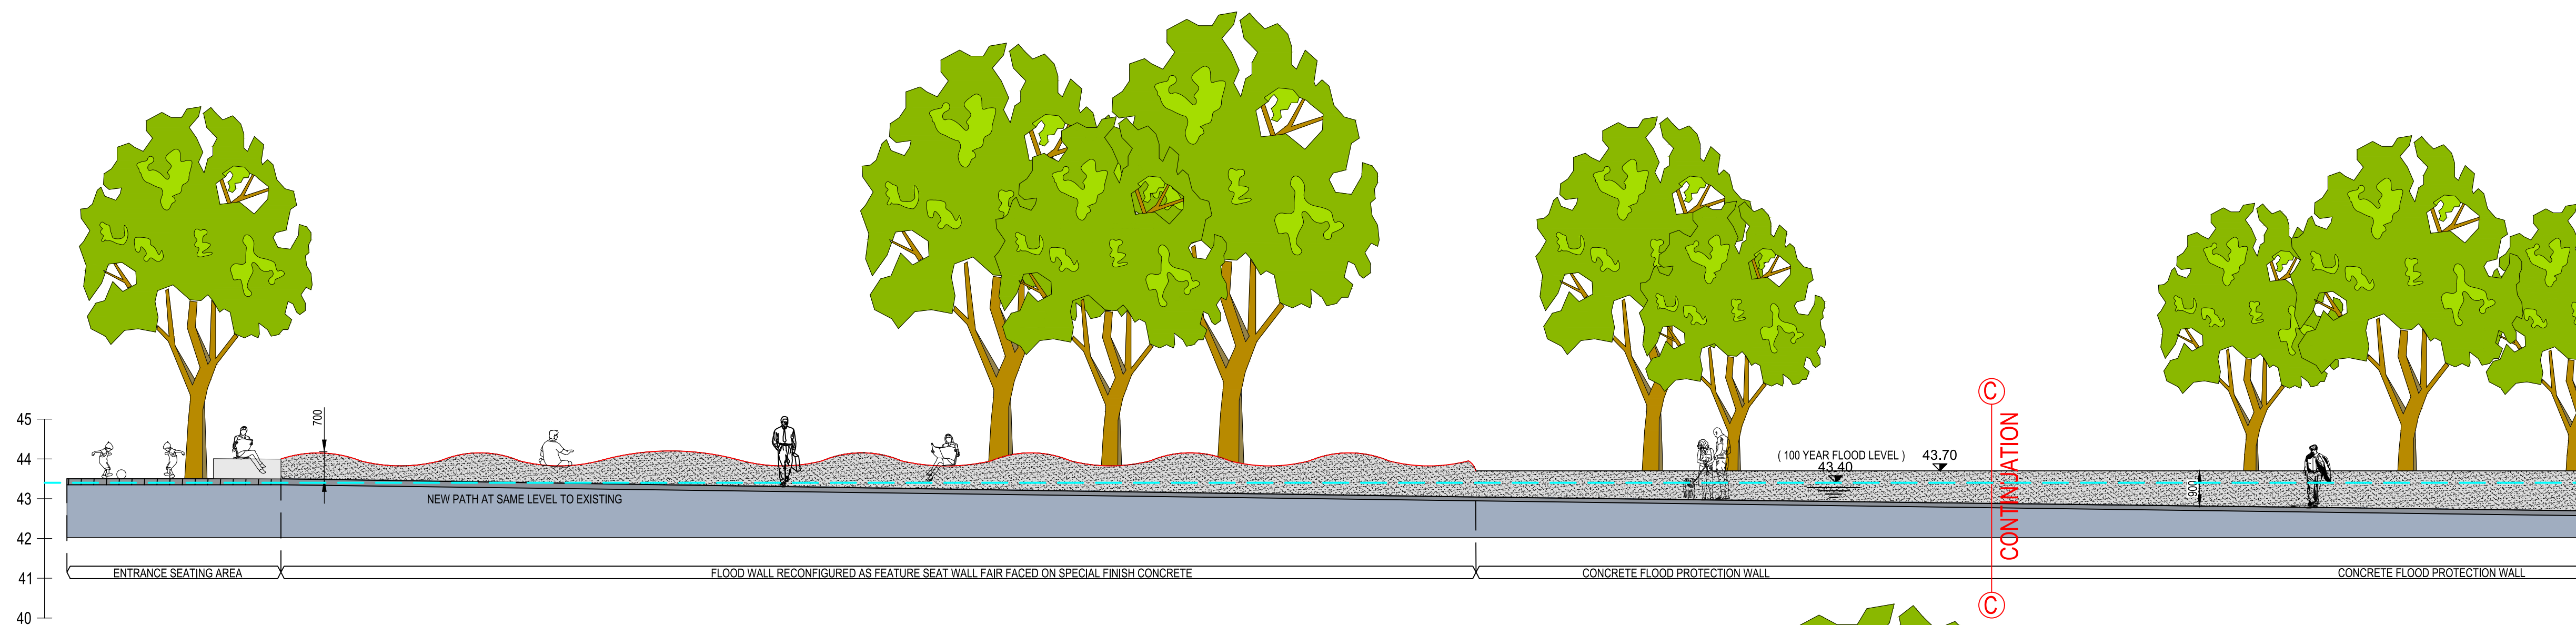 45
44
43
42
41
40
700
NEW PATH AT SAME LEVEL TO EXISTING
( 100 YEAR FLOOD LEVEL )
43.40
43.70
900
C
CONTINUATION
C
ENTRANCE SEATING AREA
FLOOD WALL RECONFIGURED AS FEATURE SEAT WALL FAIR FACED ON SPECIAL FINISH CONCRETE
CONCRETE FLOOD PROTECTION WALL
CONCRETE FLOOD PROTECTION WALL